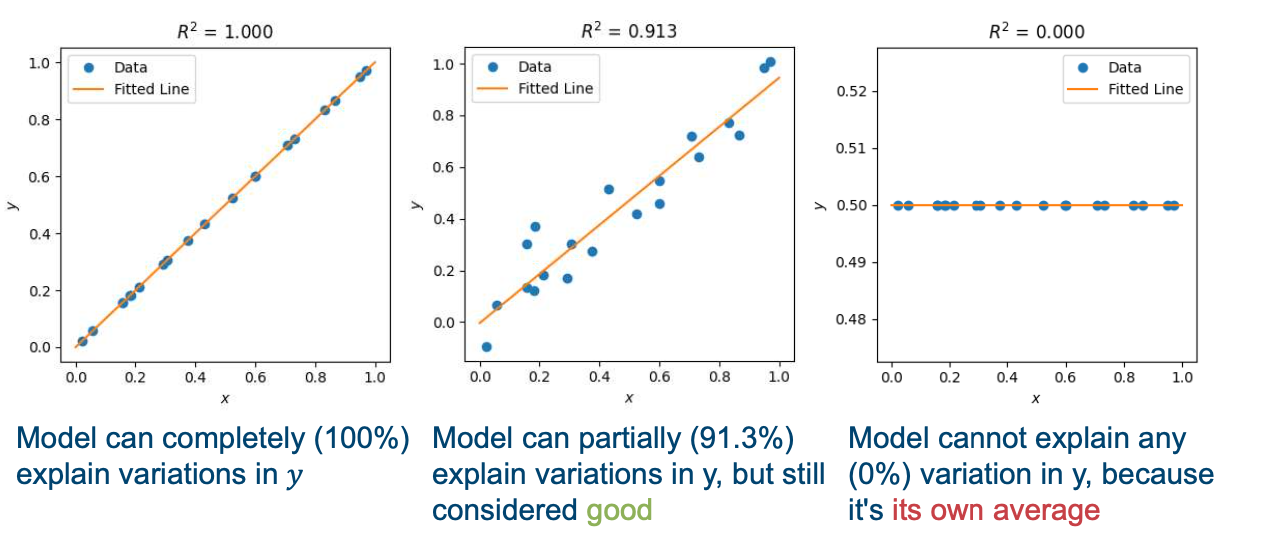 R² = 1.000
Data
Fitted Line
1.0
0.8
0.6
0.4
0.2
0.0
y
0.0 0.2 0.4 0.6 0.8 1.0
x
R² = 0.913
Data
Fitted Line
1.0
0.8
0.6
0.4
0.2
0.0
y
0.0 0.2 0.4 0.6 0.8 1.0
x
R² = 0.000
Data
Fitted Line
0.52
0.51
0.50
0.49
0.48
y
0.0 0.2 0.4 0.6 0.8 1.0
x
Model can completely (100%)
explain variations in y
Model can partially (91.3%)
explain variations in y, but still
considered good
Model cannot explain any
(0%) variation in y, because
it's its own average